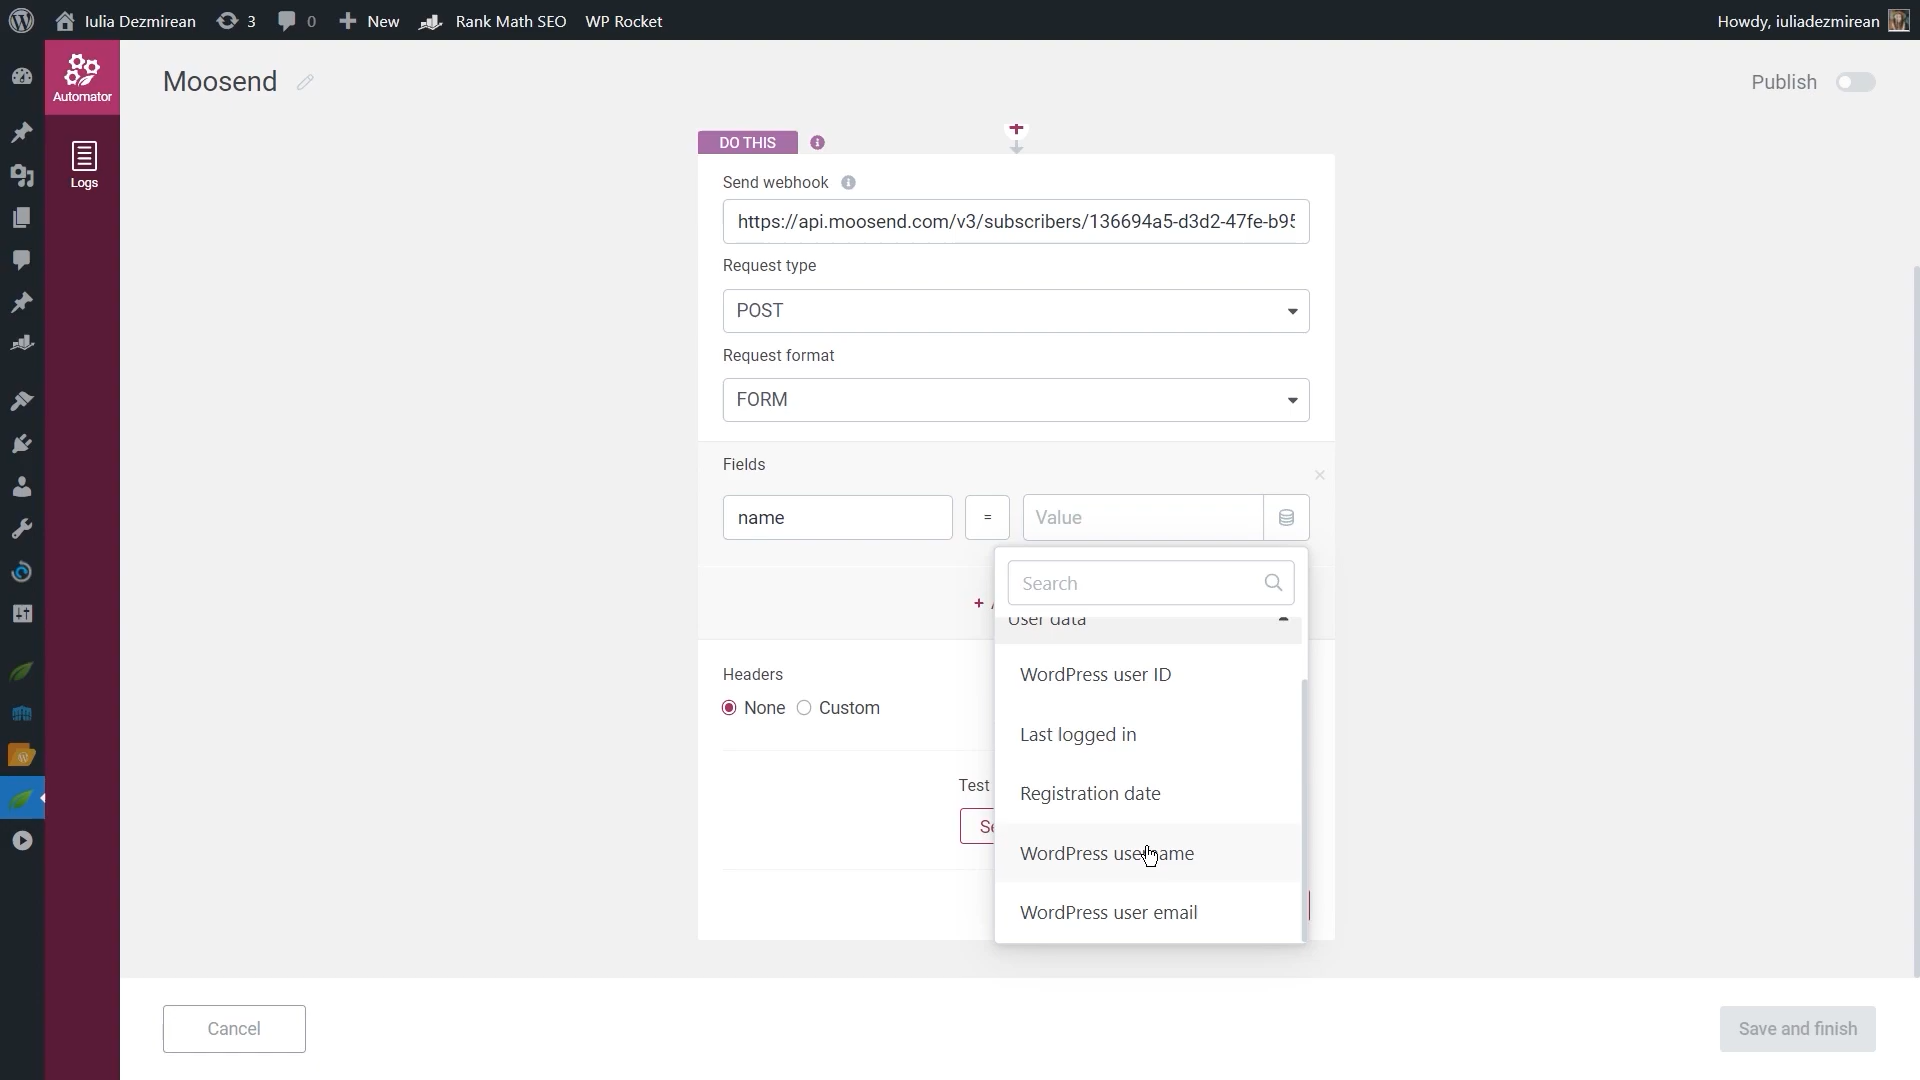 Iulia Dezmirean 3 0 New Rank Math SEO WP Rocket Howdy, iuliadezmirean
Automator
Logs
Moosend
Publish
DO THIS
Send webhook
https://api.moosend.com/v3/subscribers/136694a5-d3d2-47fe-b95
Request type
POST
Request format
FORM
Fields
name = Value
Search
+
User data
WordPress user ID
Headers
None Custom
Last logged in
Test
Registration date
Se
WordPress username
WordPress user email
Cancel
Save and finish